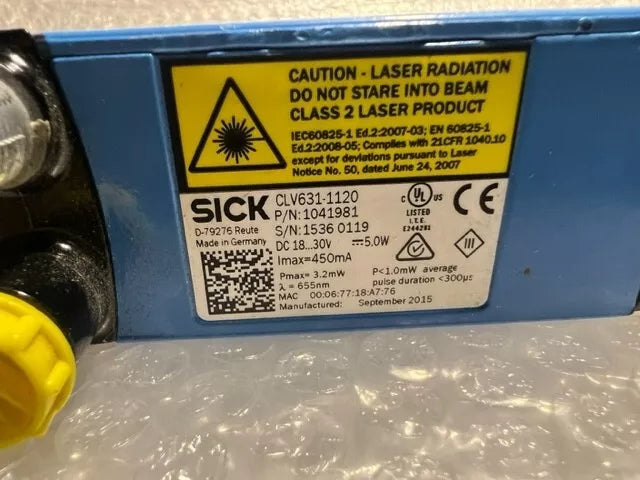 CAUTION - LASER RADIATION
DO NOT STARE INTO BEAM
CLASS 2 LASER PRODUCT
IEC60825-1 Ed.2:2007-03; EN 60825-1
Ed.2:2008-05; Complies with 21CFR 1040.10
except for deviations pursuant to Laser
Notice No. 50, dated June 24, 2007
SICK
D-79276 Reute
Made in Germany
CLV631-1120
P/N: 1041981
S/N: 1536 0119
DC 18...30V ⎓ 5.0W
Imax=450mA
Pmax= 3.2mW
λ = 655nm
P<1.0mW average
pulse duration <300µs
MAC 00:06:77:18:A7:76
Manufactured: September 2015
c UL US
LISTED
I.T.E.
E244281
CE